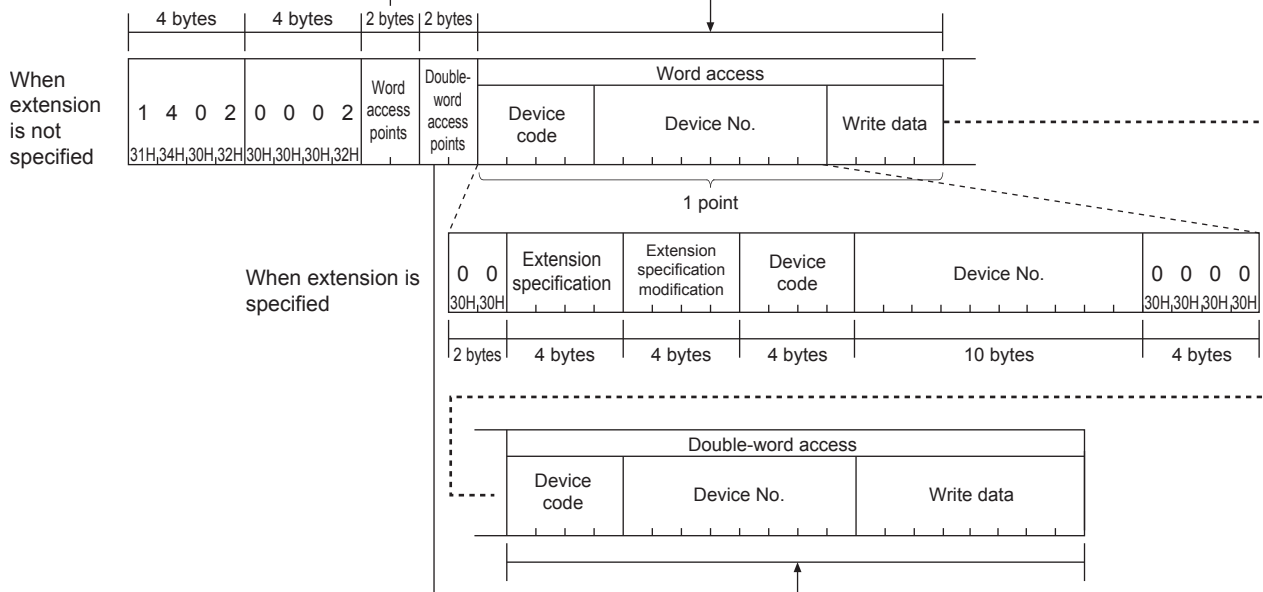 4 bytes 4 bytes 2 bytes 2 bytes
When
extension
is not
specified
1 4 0 2
31H,34H,30H,32H
0 0 0 2
30H,30H,30H,32H
Word
access
points
Double-
word
access
points
Word access
Device
code
Device No.
Write data
1 point
When extension is
specified
0 0
30H,30H
Extension
specification
Extension
specification
modification
Device
code
Device No.
0 0 0 0
30H,30H,30H,30H
2 bytes 4 bytes 4 bytes 4 bytes 10 bytes 4 bytes
Double-word access
Device
code
Device No.
Write data